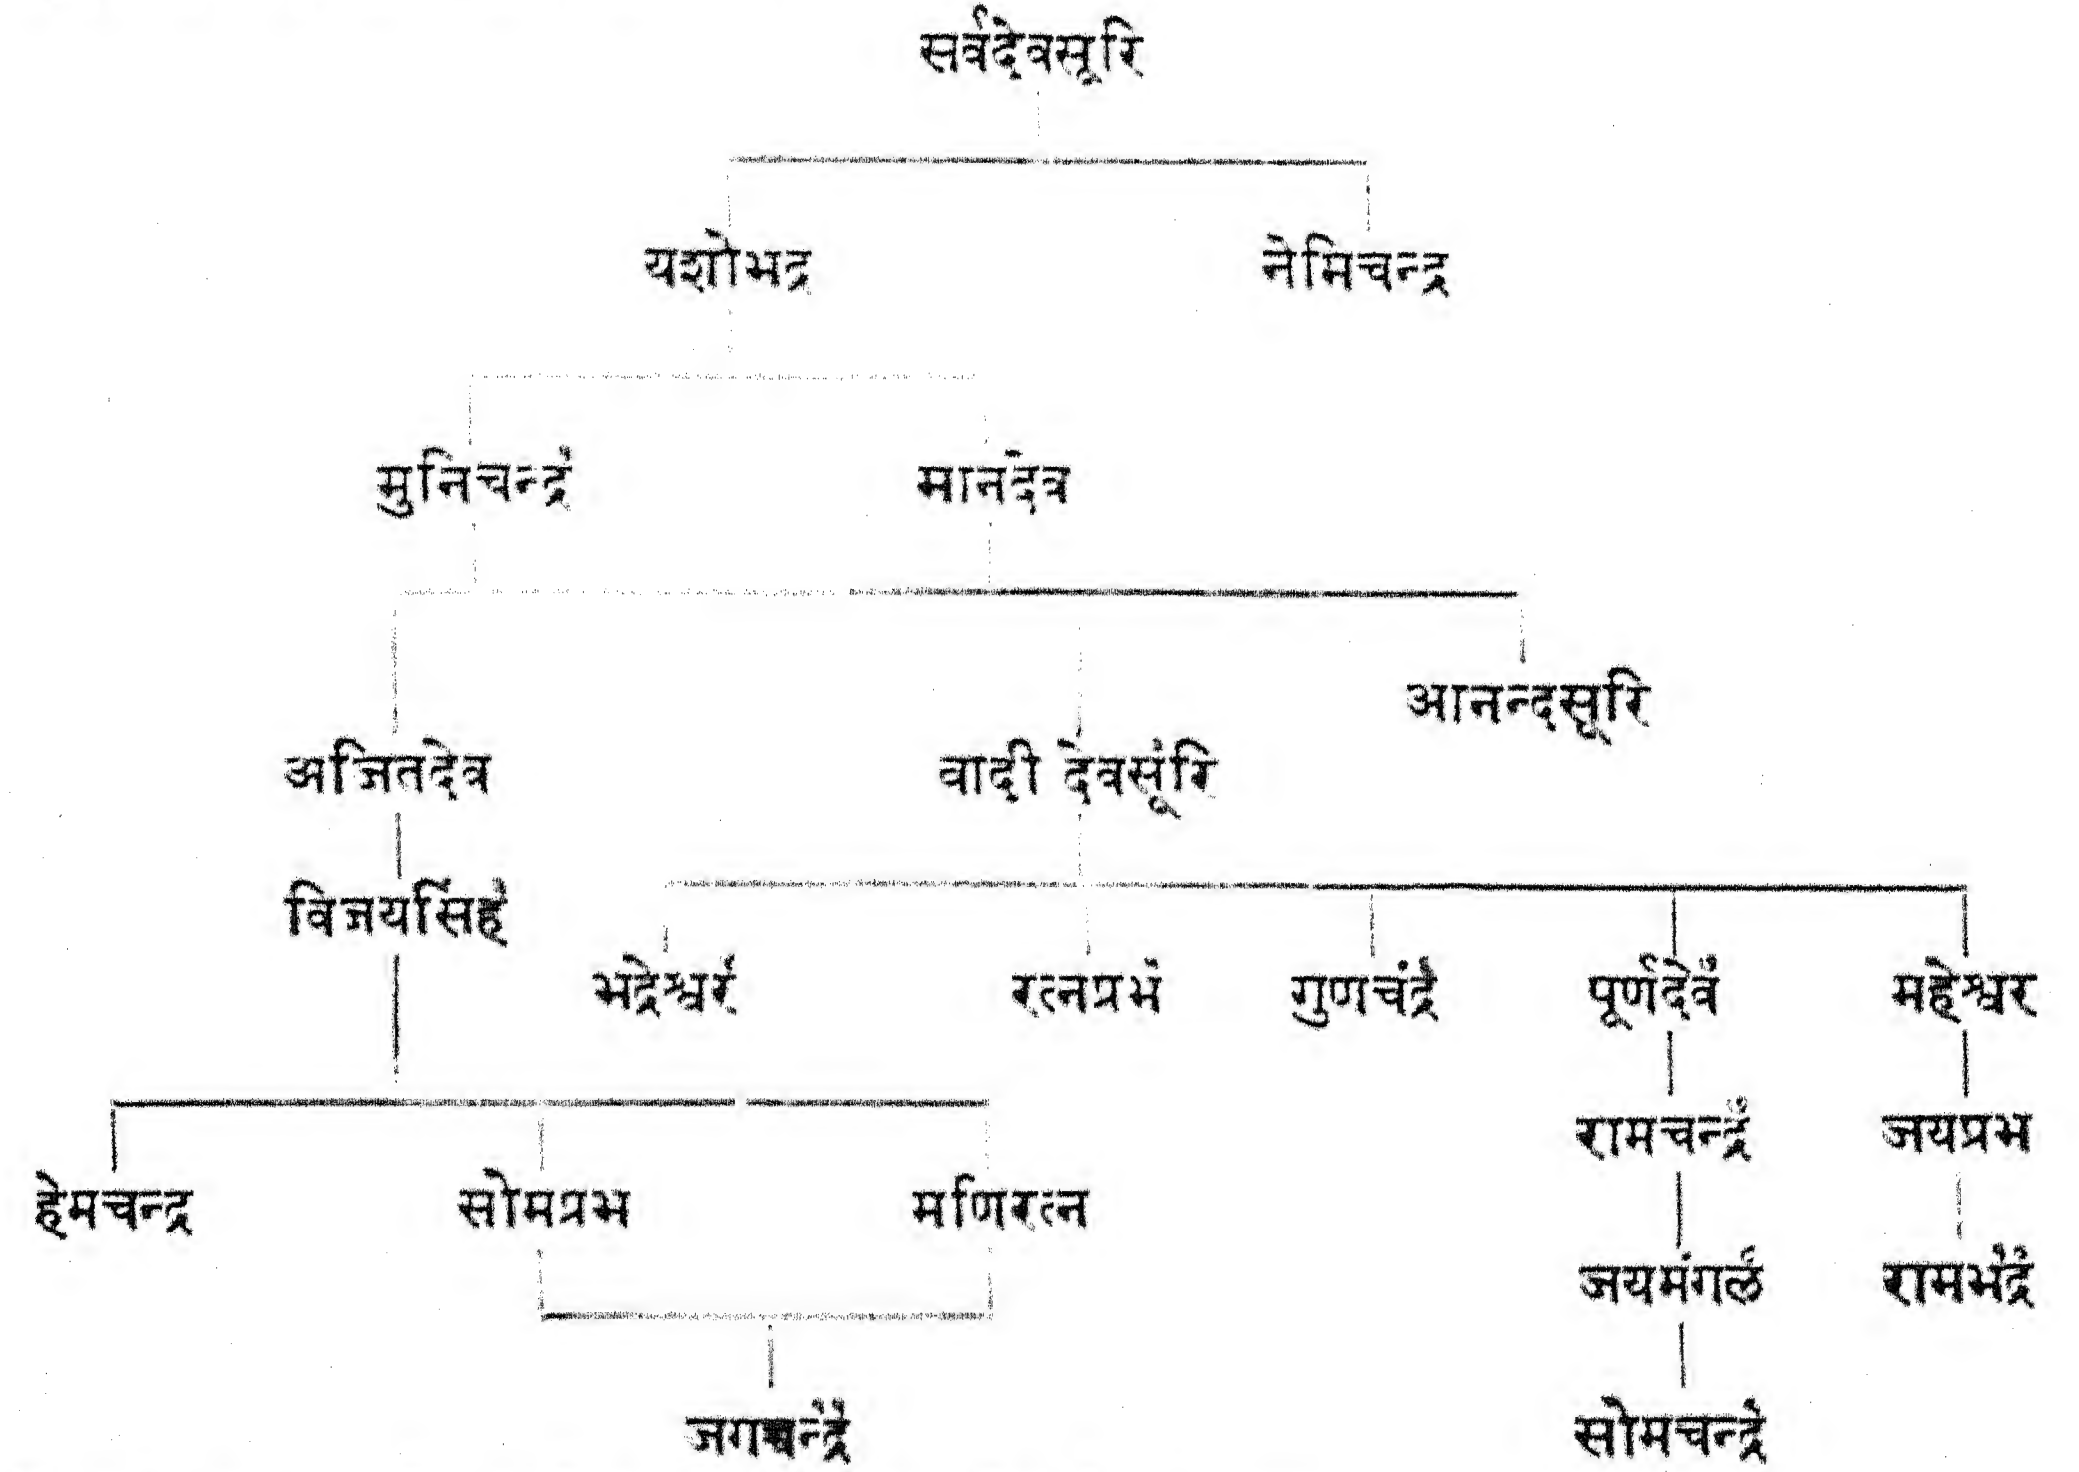 सर्वदेवसूरि
यशोभद्र नेमिचन्द्र
मुनिचन्द्र मानदेव
आनन्दसूरि
अजितदेव वादी देवसूरि
विजयसिंह
भद्रेश्वर रत्नप्रभ गुणचंद्र पूर्णदेव महेश्वर
रामचन्द्र जयप्रभ
हेमचन्द्र सोमप्रभ मणिरत्न
जयमंगल रामभद्र
जगच्चन्द्र सोमचन्द्र